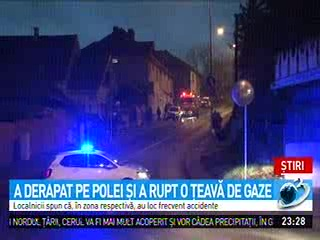 ȘTIRI
A DERAPAT PE POLEI ȘI A RUPT O ȚEAVĂ DE GAZE
Localnicii spun că, în zona respectivă, au loc frecvent accidente
N NORDUL ȚĂRII, CERUL VA FI MAI MULT ACOPERIT ȘI VOR CĂDEA PRECIPITAȚII, ÎN G
23:28